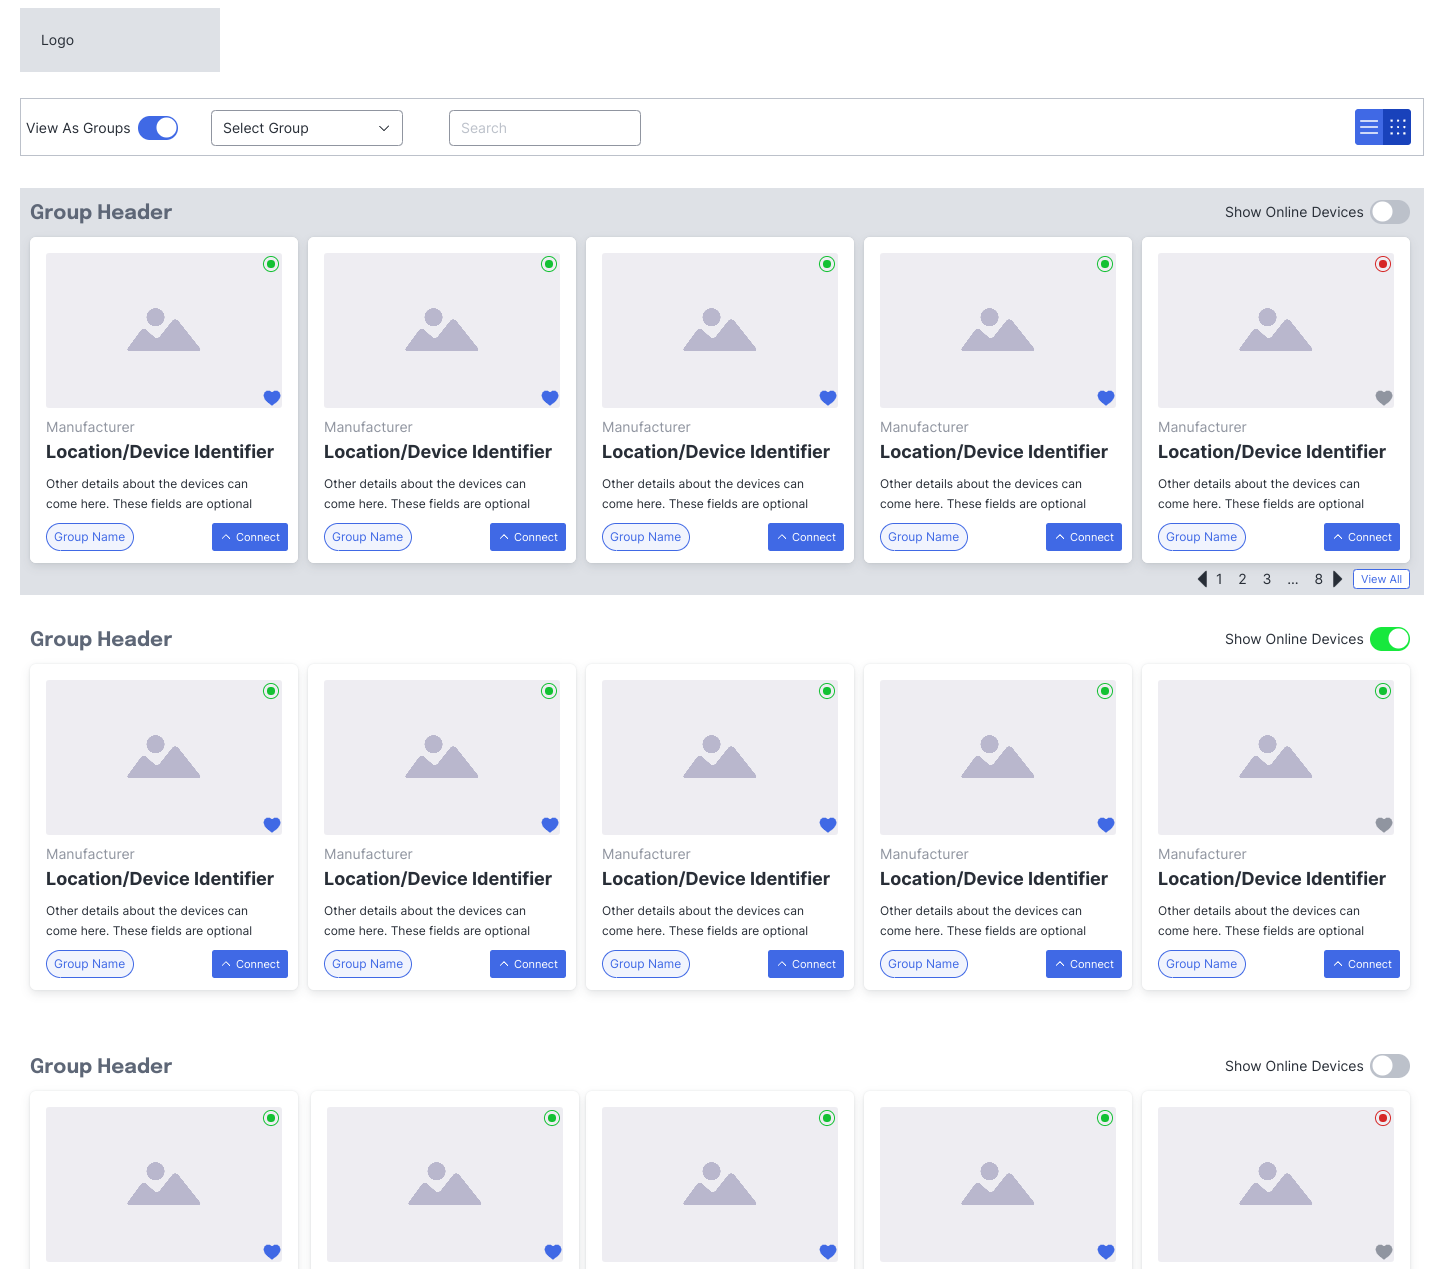 Logo
View As Groups
Select Group
Search
Group Header
Show Online Devices
Manufacturer
Location/Device Identifier
Other details about the devices can
come here. These fields are optional
Group Name
Connect
Manufacturer
Location/Device Identifier
Other details about the devices can
come here. These fields are optional
Group Name
Connect
Manufacturer
Location/Device Identifier
Other details about the devices can
come here. These fields are optional
Group Name
Connect
Manufacturer
Location/Device Identifier
Other details about the devices can
come here. These fields are optional
Group Name
Connect
Manufacturer
Location/Device Identifier
Other details about the devices can
come here. These fields are optional
Group Name
Connect
1 2 3 ... 8
View All
Group Header
Show Online Devices
Manufacturer
Location/Device Identifier
Other details about the devices can
come here. These fields are optional
Group Name
Connect
Manufacturer
Location/Device Identifier
Other details about the devices can
come here. These fields are optional
Group Name
Connect
Manufacturer
Location/Device Identifier
Other details about the devices can
come here. These fields are optional
Group Name
Connect
Manufacturer
Location/Device Identifier
Other details about the devices can
come here. These fields are optional
Group Name
Connect
Manufacturer
Location/Device Identifier
Other details about the devices can
come here. These fields are optional
Group Name
Connect
Group Header
Show Online Devices